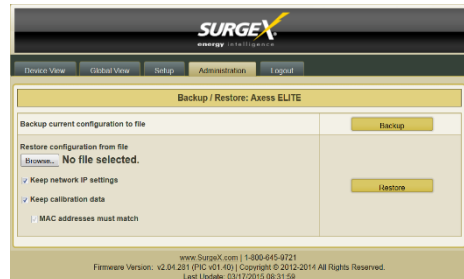 SURGEX
energy intelligence
Device View Global View Setup Administration Logout
Backup / Restore: Axess ELITE
Backup current configuration to file
Backup
Restore configuration from file
Browse... No file selected.
Keep network IP settings
Keep calibration data
Restore
MAC addresses must match
www.SurgeX.com | 1-800-645-9721
Firmware Version: v2.04.281 (PIC v01.40) | Copyright © 2012-2014 All Rights Reserved.
Last Update: 03/17/2015 08:31:59